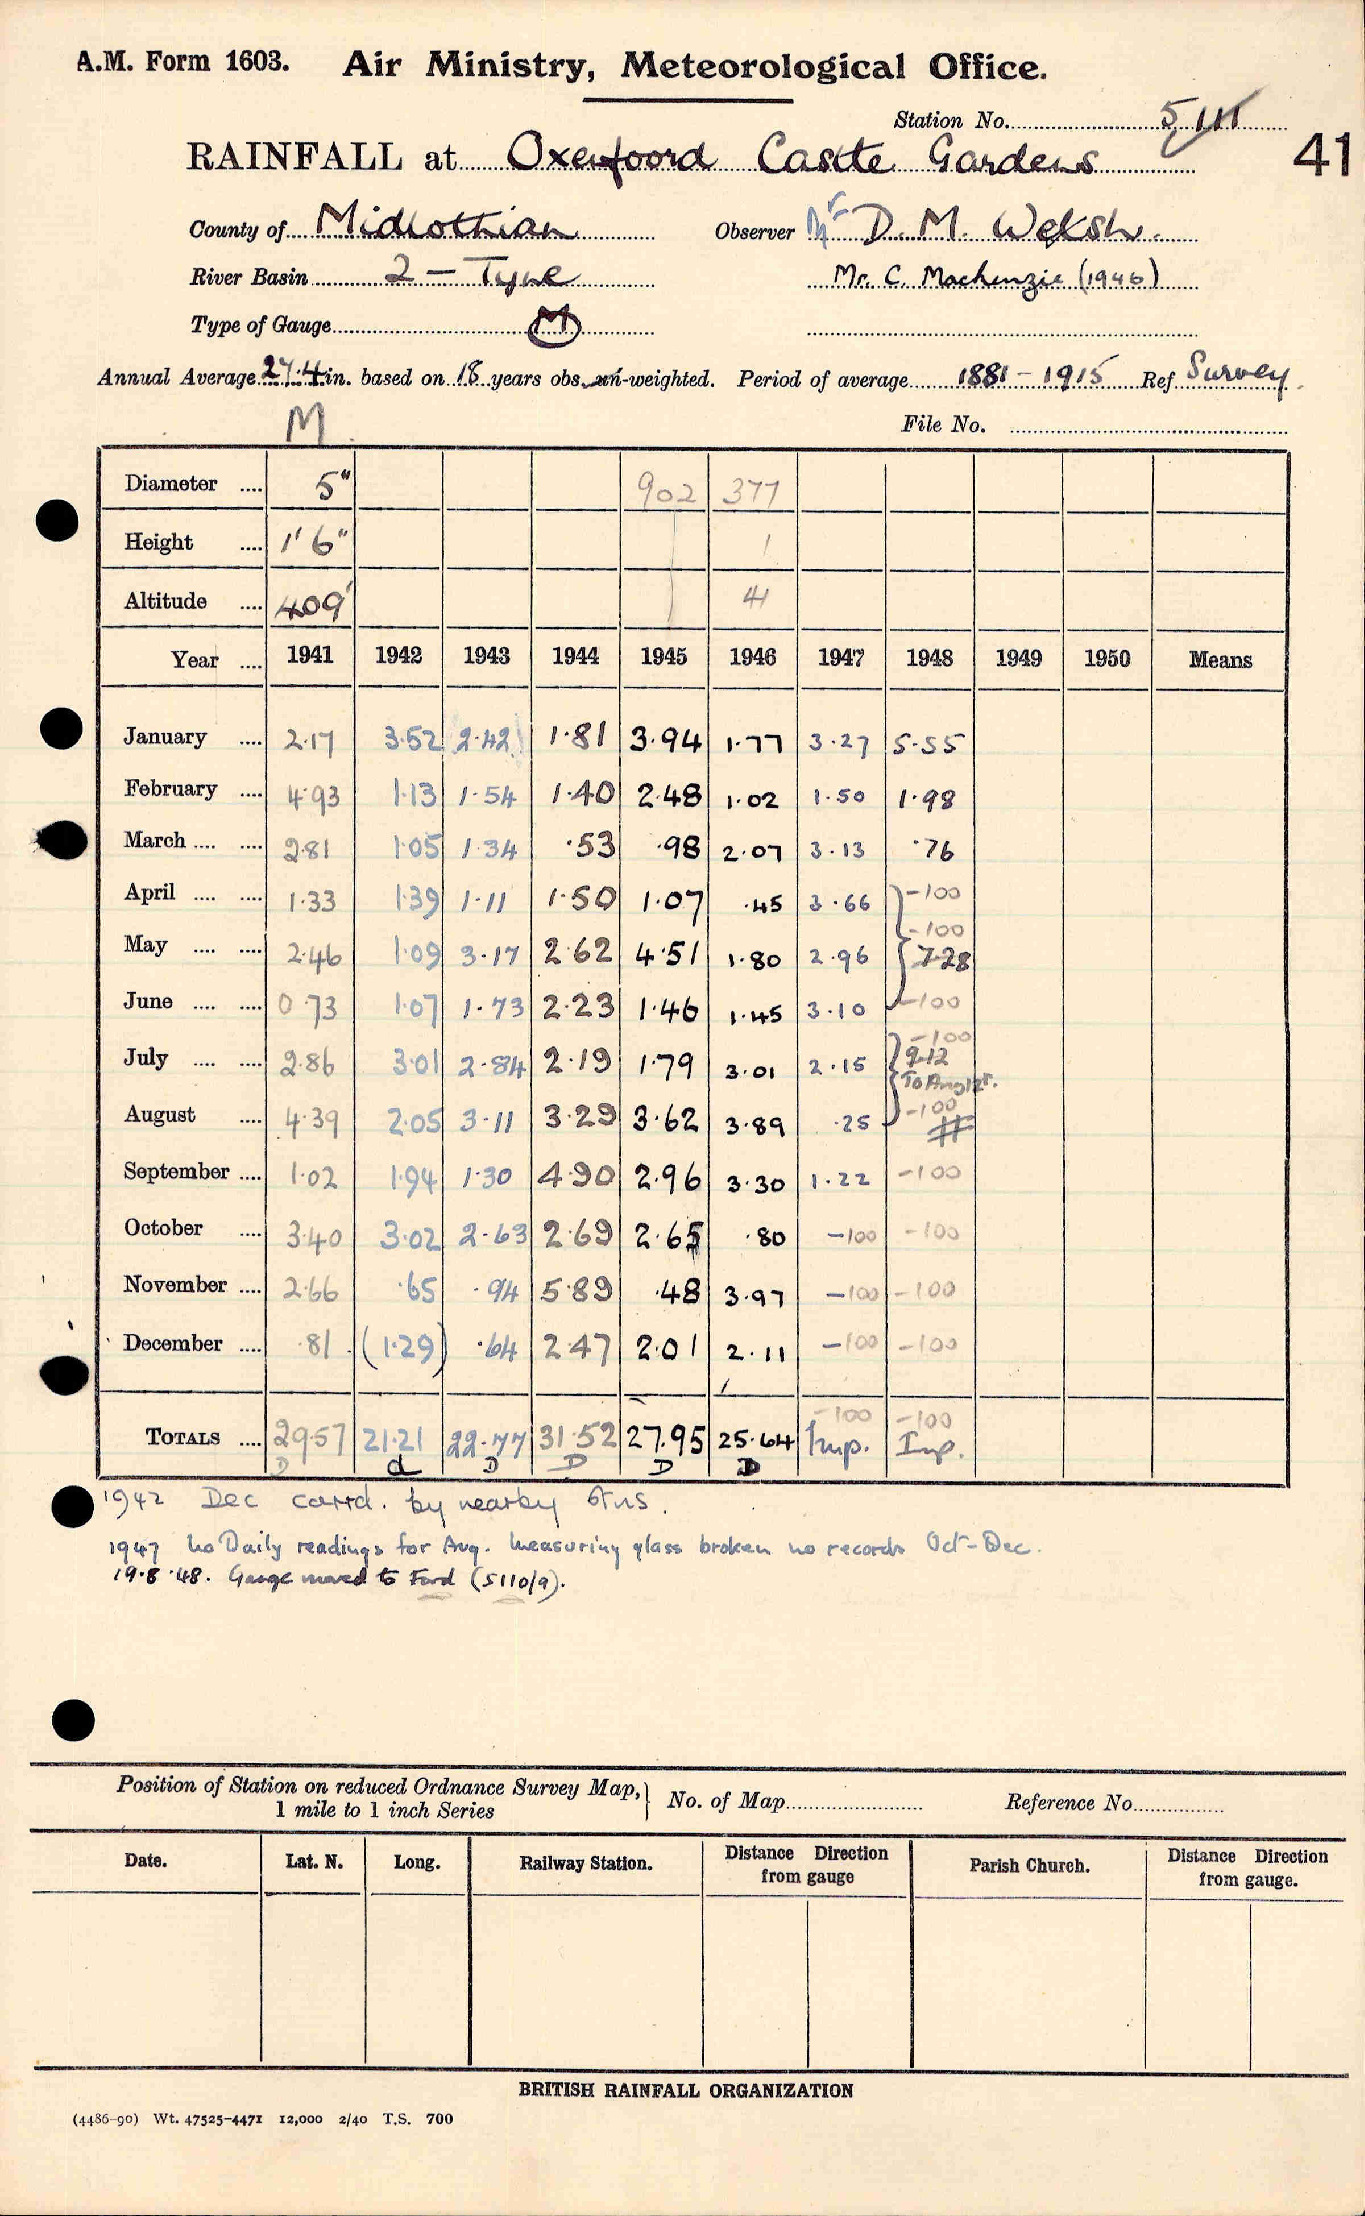 A.M. Form 1603. Air Ministry, Meteorological Office.
Station No. 5111
RAINFALL at Oxenfoord Castle Gardens 41
County of Midlothian Observer Mr D. M. Welsh.
River Basin 2 – Tyne Mr. C. Mackenzie (1946)
Type of Gauge M
Annual Average 27.4 in. based on 18 years obs. un-weighted. Period of average 1881 – 1915 Ref Survey.
M File No.
Diameter .... 5" 902 377
Height .... 1' 6" 1
Altitude .... 409' 41
Year .... 1941 1942 1943 1944 1945 1946 1947 1948 1949 1950 Means
January .... 2.17 3.52 2.42 1.81 3.94 1.77 3.27 5.55
February .... 4.93 1.13 1.54 1.40 2.48 1.02 1.50 1.98
March .... .... 2.81 1.05 1.34 .53 .98 2.07 3.13 .76
April .... .... 1.33 1.39 1.11 1.50 1.07 .45 3.66 -100
May .... .... 2.46 1.09 3.17 2.62 4.51 1.80 2.96 -100 7.28
June .... .... 0.73 1.07 1.73 2.23 1.46 1.45 3.10 -100
July .... .... 2.86 3.01 2.84 2.19 1.79 3.01 2.15 -100 9.12 To Aug 12th.
August .... 4.39 2.05 3.11 3.29 3.62 3.89 .25 -100
September .... 1.02 1.94 1.30 4.90 2.96 3.30 1.22 -100
October .... 3.40 3.02 2.63 2.69 2.65 .80 -100 -100
November .... 2.66 .65 .94 5.89 .48 3.97 -100 -100
December .... .81 (1.29) .64 2.47 2.01 2.11 -100 -100
-100 -100
TOTALS .... 29.57 21.21 22.77 31.52 27.95 25.64 Imp. Inp.
D d D D D D
1942 Dec corrd. by nearby stns.
1947 No Daily readings for Aug. Measuring glass broken no records Oct-Dec.
19.8.48. Gauge moved to Ford (5110/9).
Position of Station on reduced Ordnance Survey Map, 1 mile to 1 inch Series } No. of Map Reference No.
Date. Lat. N. Long. Railway Station. Distance Direction from gauge Parish Church. Distance Direction from gauge.
BRITISH RAINFALL ORGANIZATION
(4486-90) Wt. 47525-4471 12,000 2/40 T.S. 700